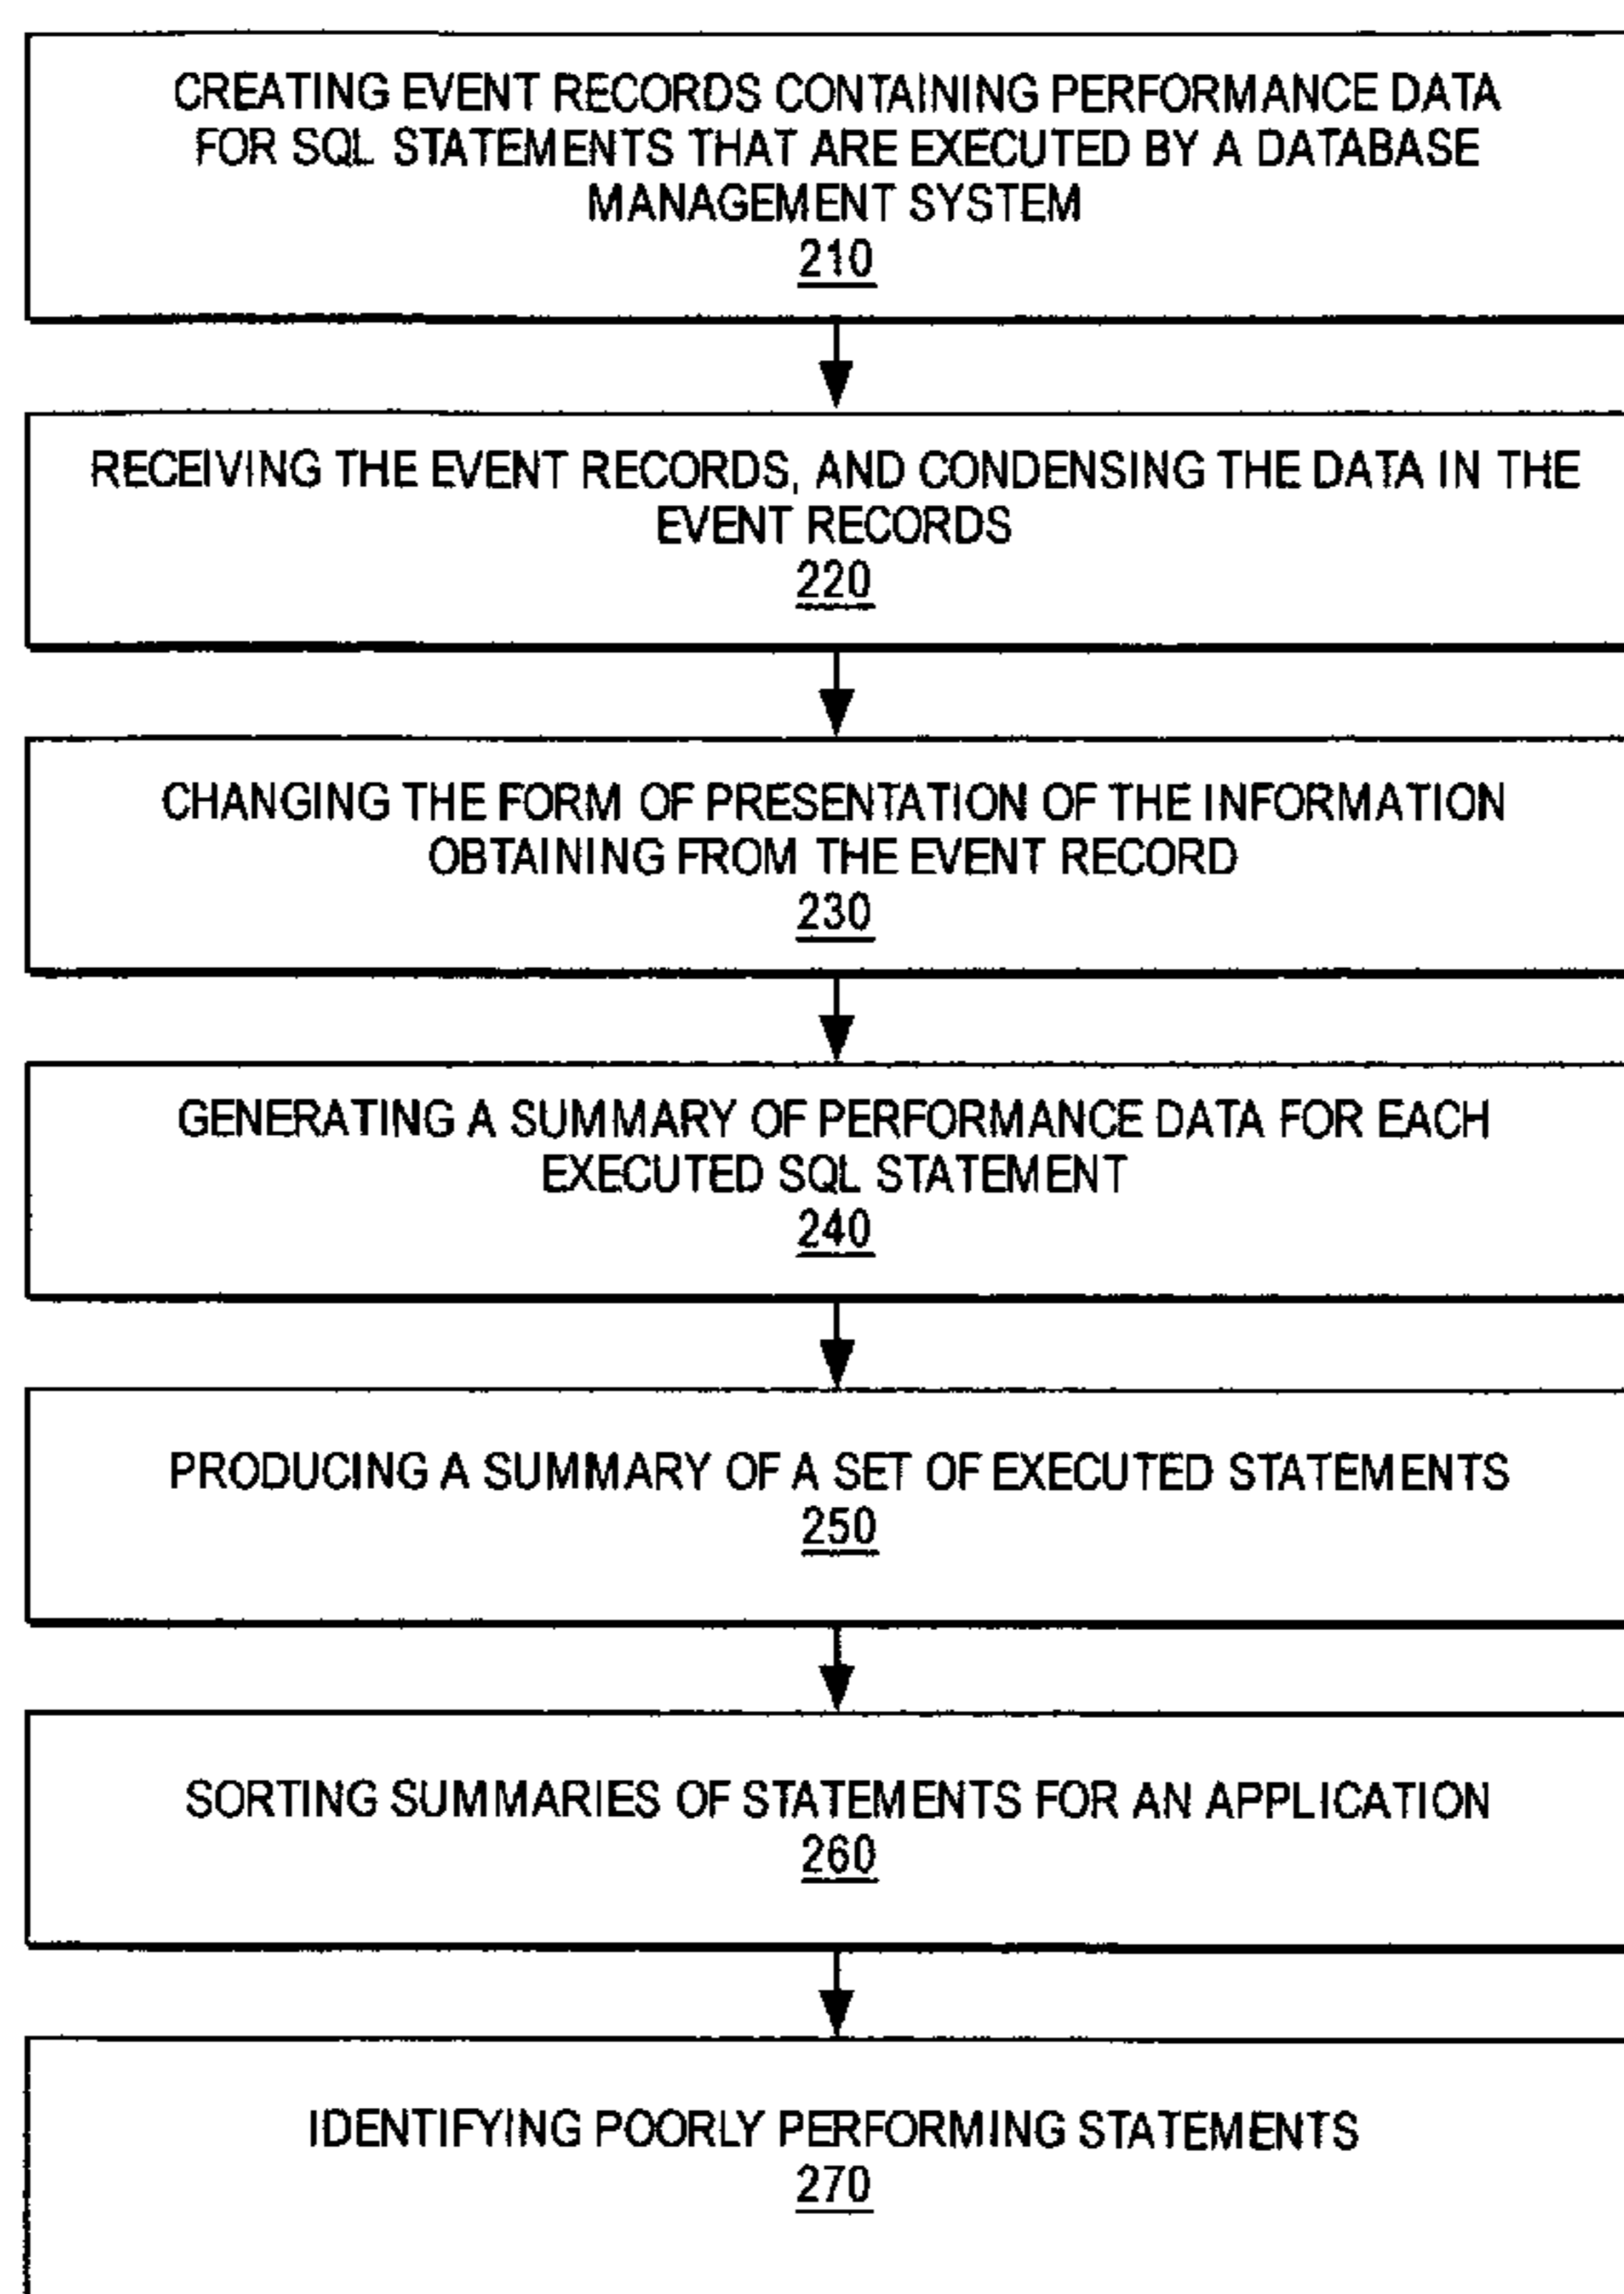 CREATING EVENT RECORDS CONTAINING PERFORMANCE DATA
FOR SQL STATEMENTS THAT ARE EXECUTED BY A DATABASE
MANAGEMENT SYSTEM
210
RECEIVING THE EVENT RECORDS, AND CONDENSING THE DATA IN THE
EVENT RECORDS
220
CHANGING THE FORM OF PRESENTATION OF THE INFORMATION
OBTAINING FROM THE EVENT RECORD
230
GENERATING A SUMMARY OF PERFORMANCE DATA FOR EACH
EXECUTED SQL STATEMENT
240
PRODUCING A SUMMARY OF A SET OF EXECUTED STATEMENTS
250
SORTING SUMMARIES OF STATEMENTS FOR AN APPLICATION
260
IDENTIFYING POORLY PERFORMING STATEMENTS
270